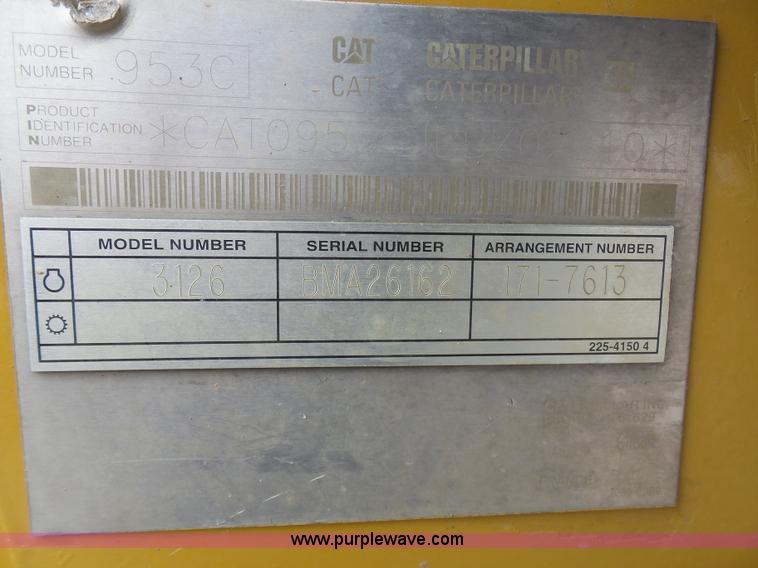 MODEL
NUMBER 953C
CAT CATERPILLAR
CAT CATERPILLAR
PRODUCT
IDENTIFICATION
NUMBER
MODEL NUMBER SERIAL NUMBER ARRANGEMENT NUMBER
3126 BMA26162 171-7613
225-4150 4
www.purplewave.com